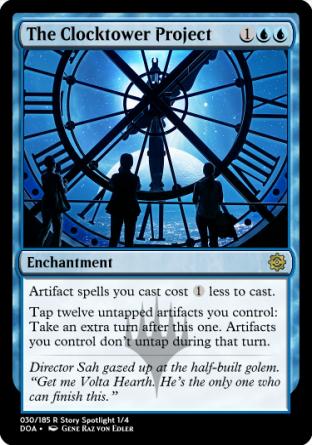 The Clocktower Project 1
Enchantment
Artifact spells you cast cost 1 less to cast.
Tap twelve untapped artifacts you control:
Take an extra turn after this one. Artifacts
you control don't untap during that turn.
Director Sah gazed up at the half-built golem.
"Get me Volta Hearth. He's the only one who
can finish this."
030/185 R Story Spotlight 1/4
DOA • Gene Raz von Edler